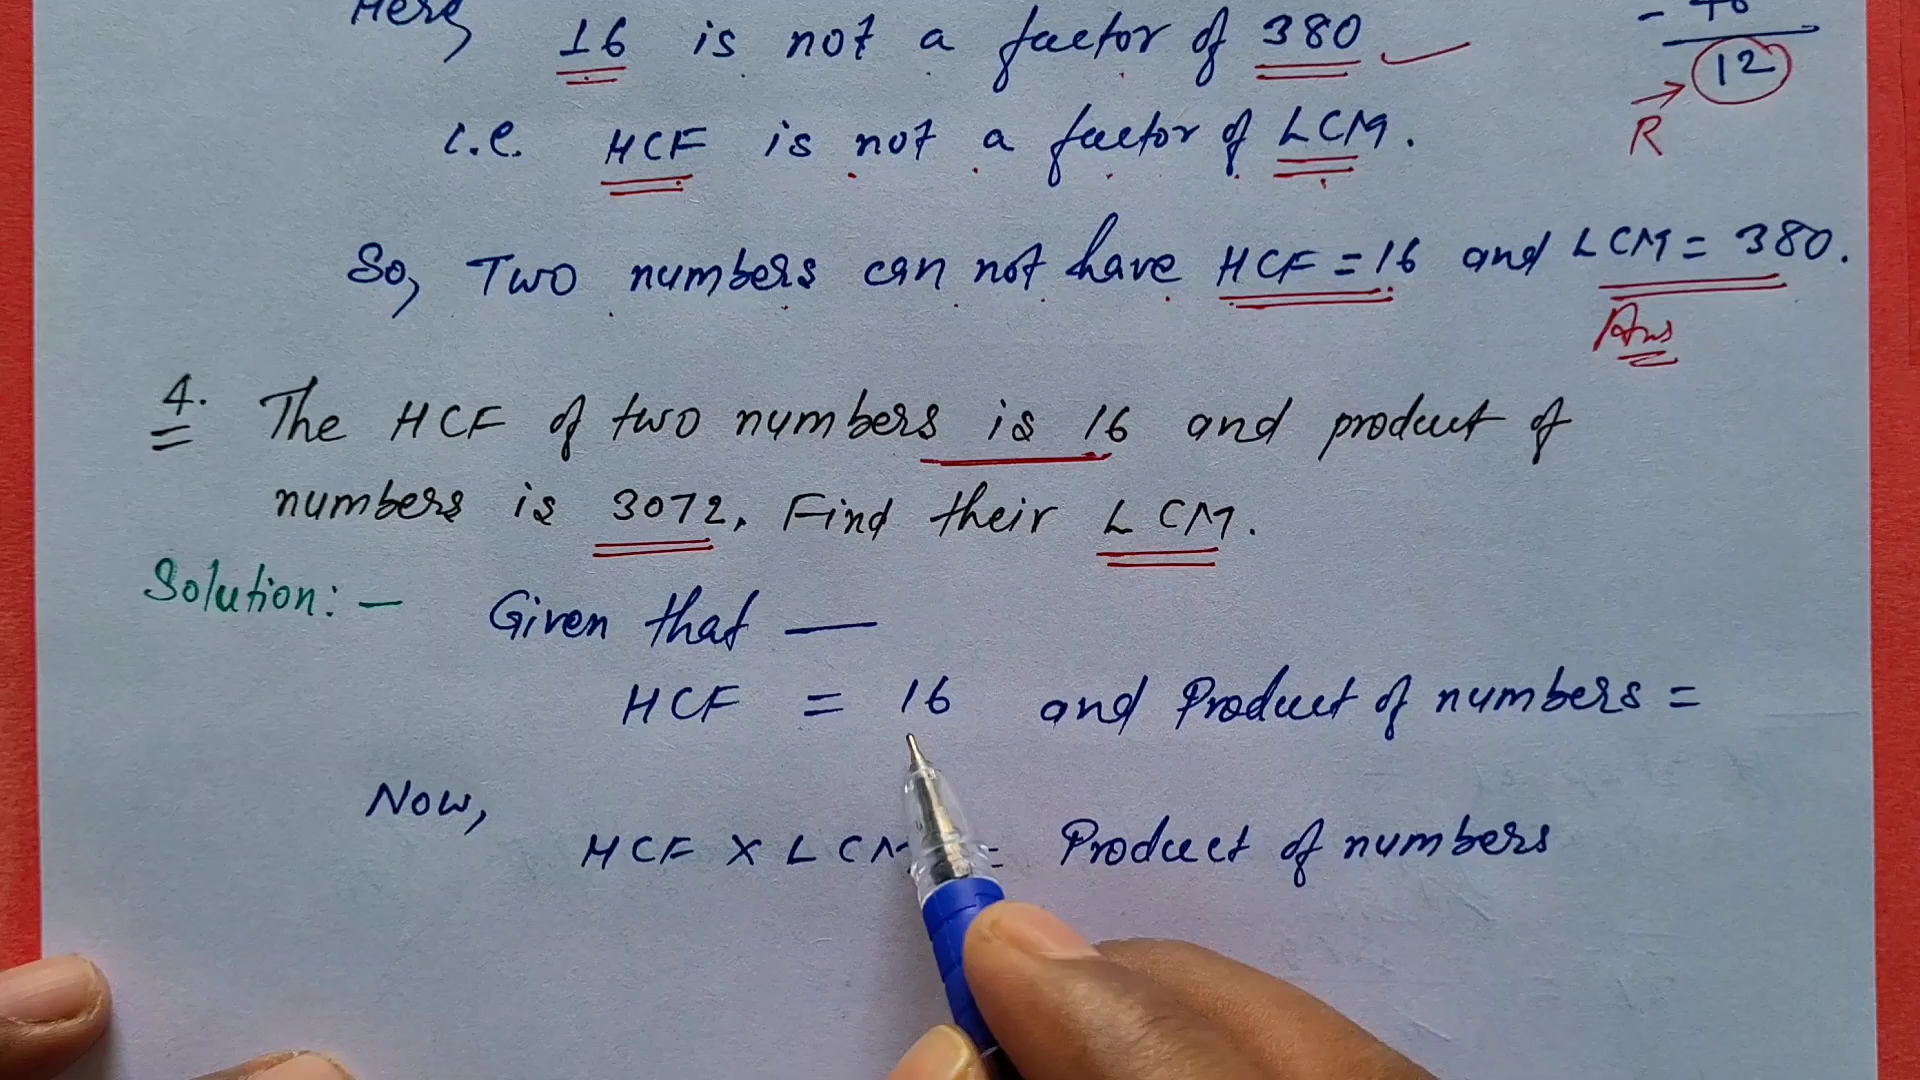 Here,
16 is not a factor of 380
12
R
i.e. HCF is not a factor of LCM.
So, Two numbers can not have HCF = 16 and LCM = 380.
Ans
4. The HCF of two numbers is 16 and product of
numbers is 3072. Find their LCM.
Solution:- Given that —
HCF = 16 and Product of numbers =
Now,
HCF X LCM = Product of numbers